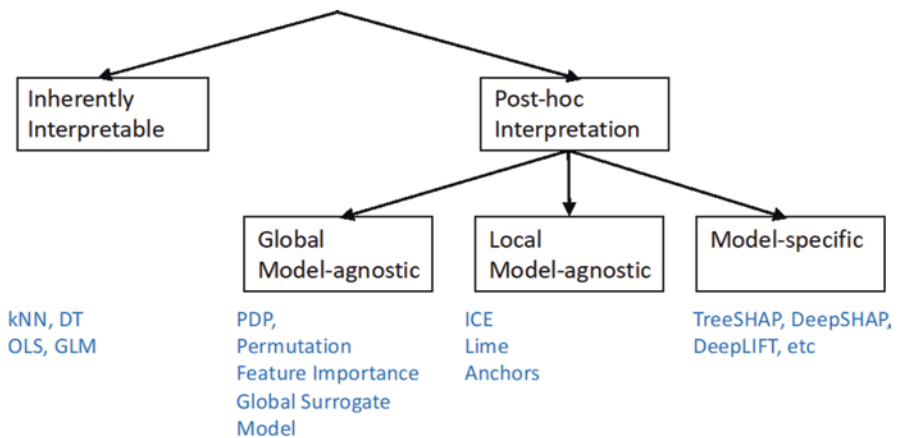 Inherently
Interpretable
Post-hoc
Interpretation
Global
Model-agnostic
Local
Model-agnostic
Model-specific
kNN, DT
OLS, GLM
PDP,
Permutation
Feature Importance
Global Surrogate
Model
ICE
Lime
Anchors
TreeSHAP, DeepSHAP,
DeepLIFT, etc